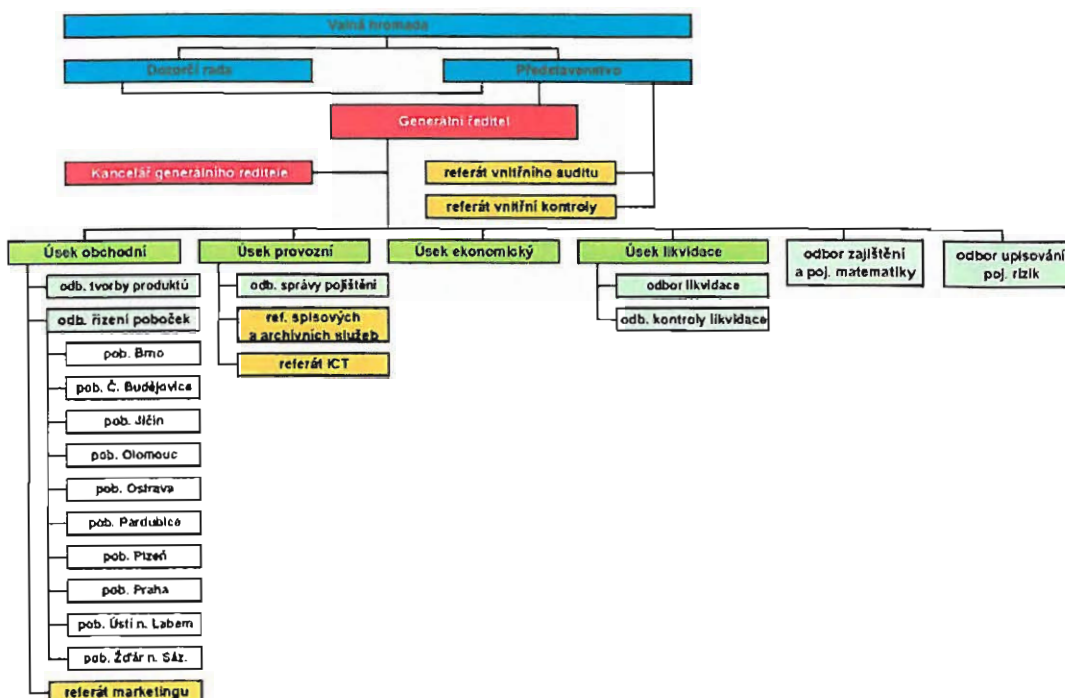 Valná hromada
Dozorčí rada
Představenstvo
Generální ředitel
Kancelář generálního reditele
referát vnitřního auditu
referát vnitřní kontroly
Úsek obchodní
Úsek provozní
Úsek ekonomický
Úsek likvidace
odbor zajištění
a poj. matematiky
odbor upisování
poj. rizik
odb. tvorby produktů
odb. řízení poboček
pob. Brno
pob. Č. Budějovice
pob. Jičín
pob. Olomouc
pob. Ostrava
pob. Pardubice
pob. Plzeň
pob. Praha
pob. Ústí n. Labem
pob. Žďár n. Sáz.
referát marketingu
odb. správy pojištění
ref. spisových
a archivních služeb
referát ICT
odbor likvidace
odb. kontroly likvidace